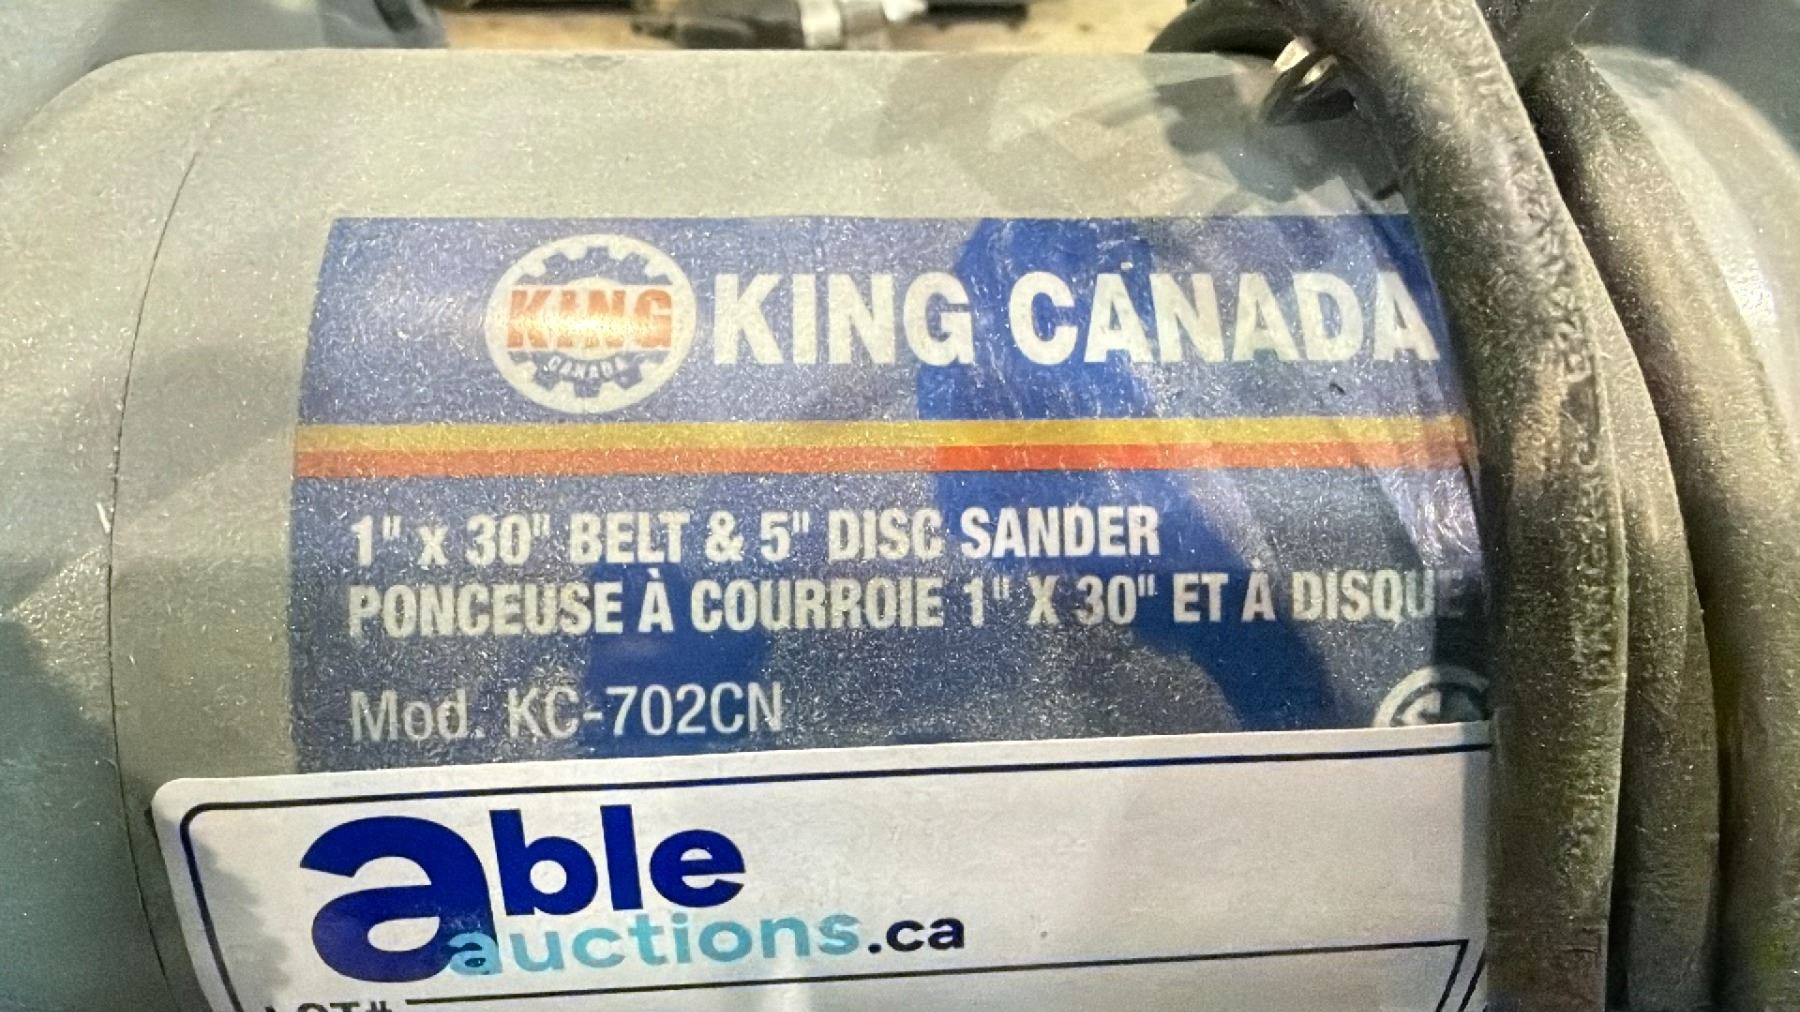 KING
CANADA
KING CANADA
1" x 30" BELT & 5" DISC SANDER
PONCEUSE À COURROIE 1" X 30" ET À DISQUE
Mod. KC-702CN
able
auctions.ca
LOT#